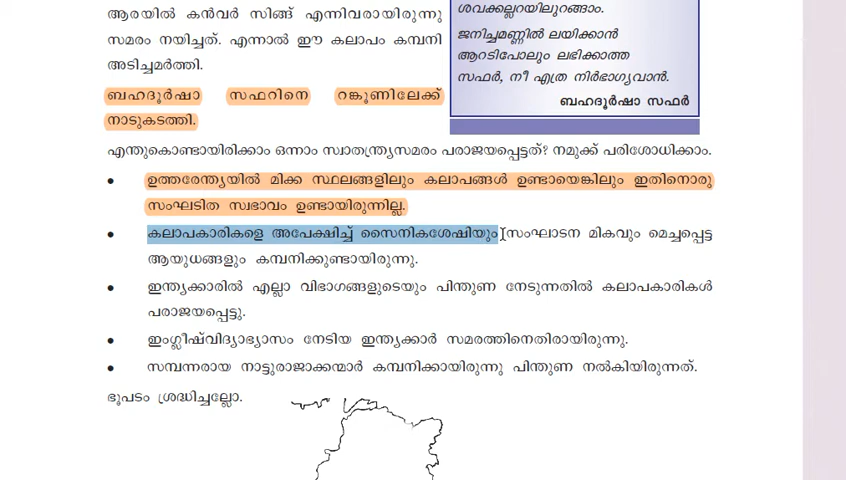 ആരയിൽ കൻവർ സിങ്ങ് എന്നിവരായിരുന്നു
സമരം നയിച്ചത്. എന്നാൽ ഈ കലാപം കമ്പനി
അടിച്ചമർത്തി.
ബഹദൂർഷാ സഫറിനെ റങ്കൂണിലേക്ക്
നാടുകടത്തി.
ശവക്കല്ലറയിലുറങ്ങാം.
ജനിച്ചമണ്ണിൽ ലയിക്കാൻ
ആറടിപോലും ലഭിക്കാത്ത
സഫർ, നീ എത്ര നിർഭാഗ്യവാൻ.
ബഹദൂർഷാ സഫർ
എന്തുകൊണ്ടായിരിക്കാം ഒന്നാം സ്വാതന്ത്ര്യസമരം പരാജയപ്പെട്ടത്? നമുക്ക് പരിശോധിക്കാം.
• ഉത്തരേന്ത്യയിൽ മിക്ക സ്ഥലങ്ങളിലും കലാപങ്ങൾ ഉണ്ടായെങ്കിലും ഇതിനൊരു
സംഘടിത സ്വഭാവം ഉണ്ടായിരുന്നില്ല.
• കലാപകാരികളെ അപേക്ഷിച്ച് സൈനികശേഷിയും സംഘാടന മികവും മെച്ചപ്പെട്ട
ആയുധങ്ങളും കമ്പനിക്കുണ്ടായിരുന്നു.
• ഇന്ത്യക്കാരിൽ എല്ലാ വിഭാഗങ്ങളുടെയും പിന്തുണ നേടുന്നതിൽ കലാപകാരികൾ
പരാജയപ്പെട്ടു.
• ഇംഗ്ലീഷ്‌വിദ്യാഭ്യാസം നേടിയ ഇന്ത്യക്കാർ സമരത്തിനെതിരായിരുന്നു.
• സമ്പന്നരായ നാട്ടുരാജാക്കന്മാർ കമ്പനിക്കായിരുന്നു പിന്തുണ നൽകിയിരുന്നത്.
ഭൂപടം ശ്രദ്ധിച്ചല്ലോ.